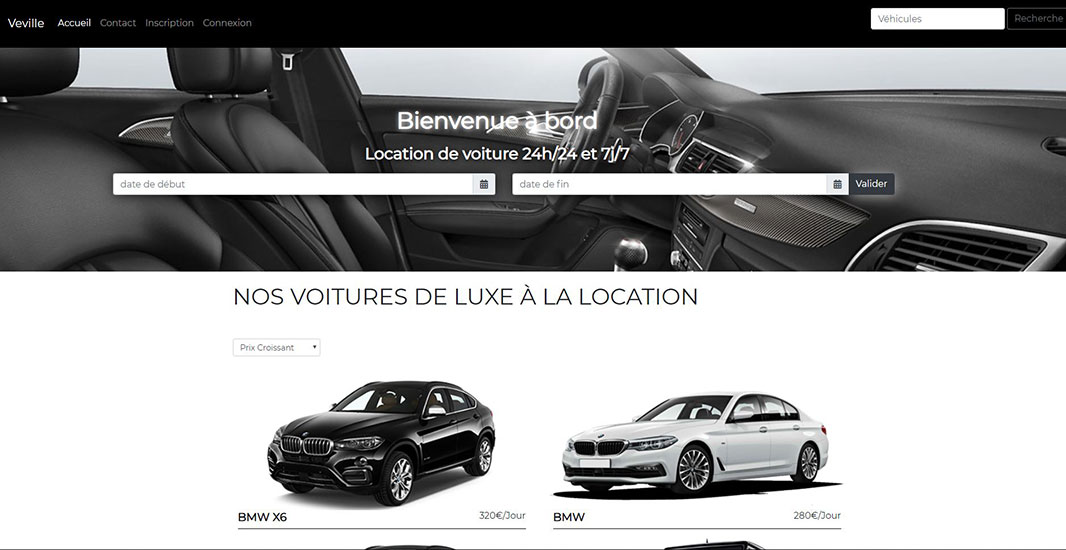 Veville Accueil Contact Inscription Connexion Véhicules Recherche
Bienvenue à bord
Location de voiture 24h/24 et 7j/7
date de début date de fin Valider
NOS VOITURES DE LUXE À LA LOCATION
Prix Croissant
BMW X6 320€/Jour BMW 280€/Jour